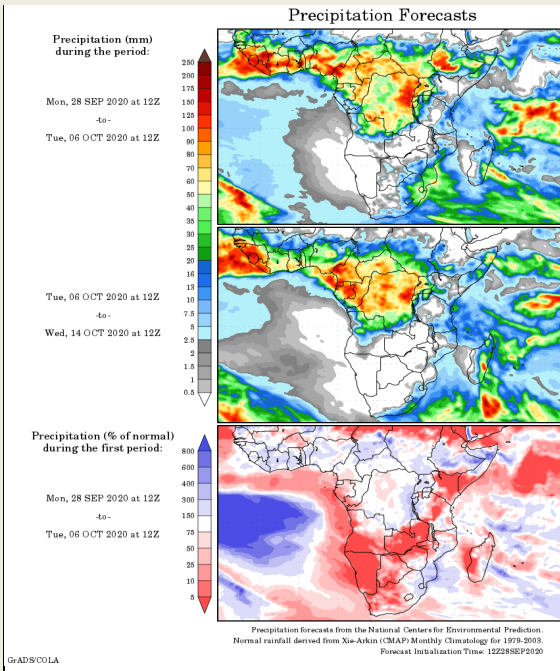 Precipitation Forecasts
Precipitation (mm)
during the period:
Mon, 28 SEP 2020 at 12Z
-to-
Tue, 06 OCT 2020 at 12Z
250
200
175
150
125
100
90
80
70
60
50
40
35
30
25
20
16
13
10
7.5
5
2.5
2
1.5
1
0.5
Tue, 06 OCT 2020 at 12Z
-to-
Wed, 14 OCT 2020 at 12Z
Precipitation (% of normal)
during the first period:
Mon, 28 SEP 2020 at 12Z
-to-
Tue, 06 OCT 2020 at 12Z
800
600
400
300
150
75
50
25
10
5
Precipitation forecasts from the National Centers for Environmental Prediction.
Normal rainfall derived from Xie-Arkin (CMAP) Monthly Climatology for 1979-2003.
Forecast Initialization Time: 12Z28SEP2020
GrADS/COLA